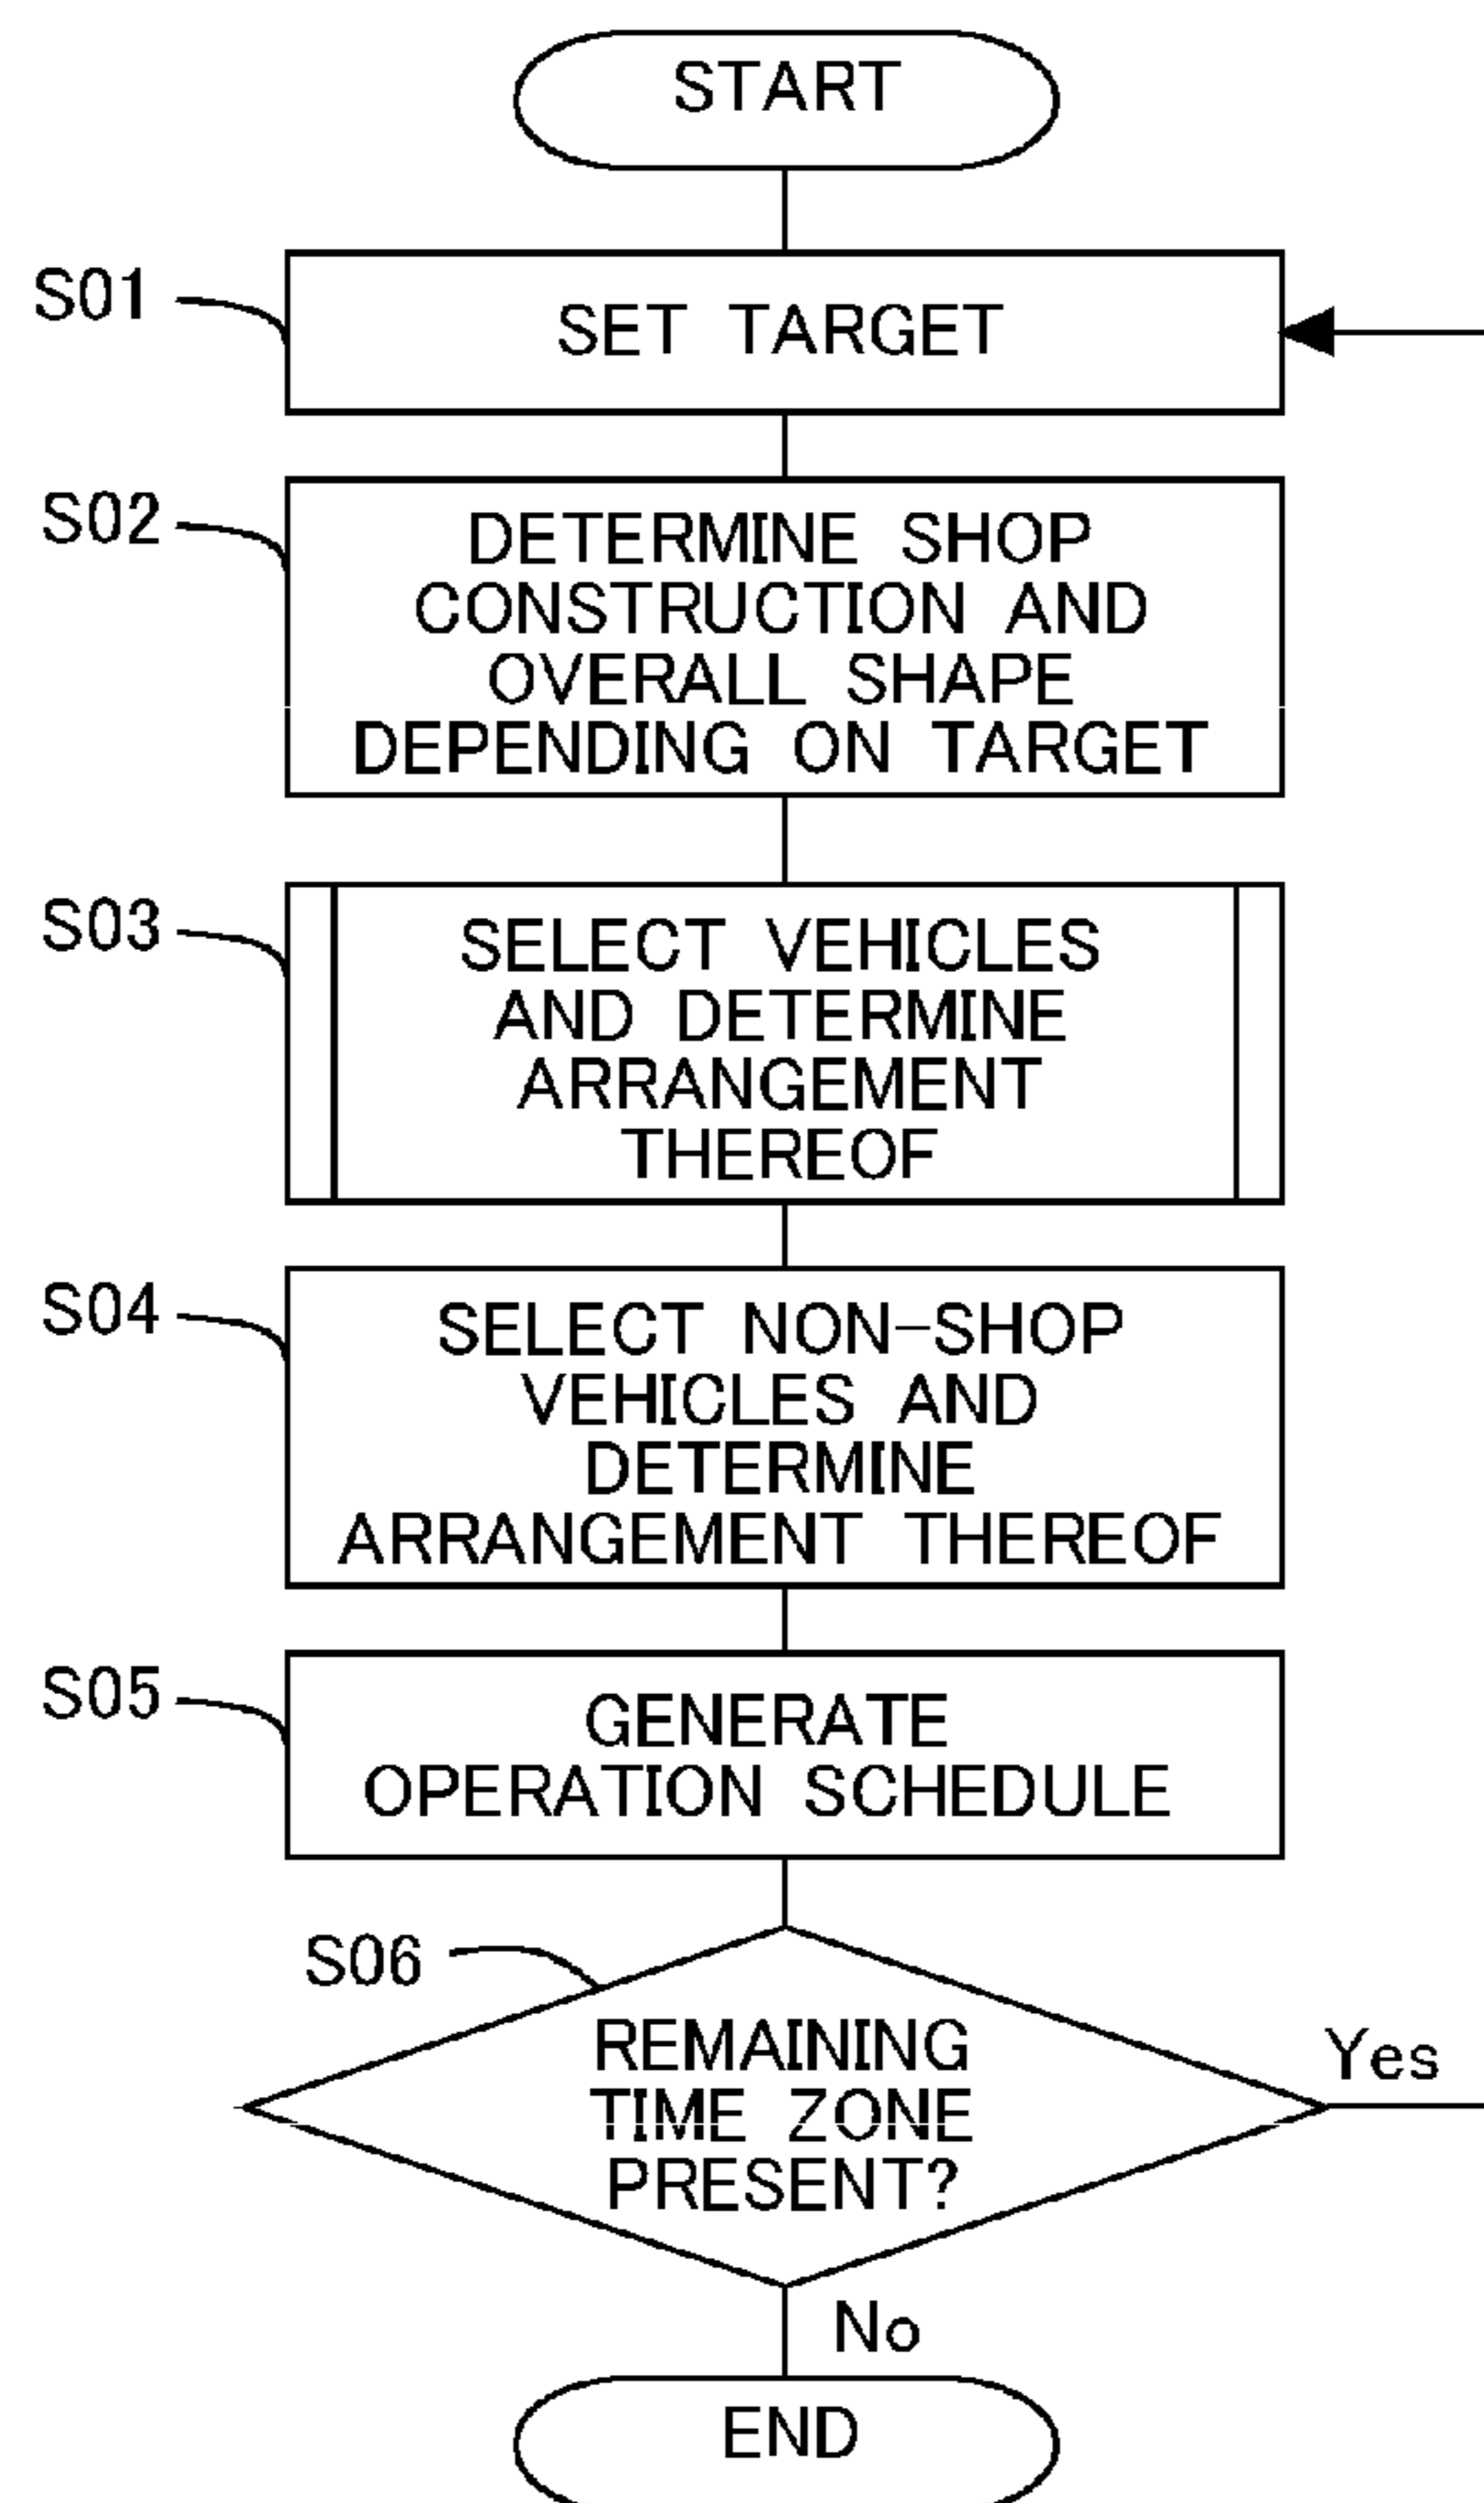 START
S01
SET TARGET
S02
DETERMINE SHOP
CONSTRUCTION AND
OVERALL SHAPE
DEPENDING ON TARGET
S03
SELECT VEHICLES
AND DETERMINE
ARRANGEMENT
THEREOF
S04
SELECT NON-SHOP
VEHICLES AND
DETERMINE
ARRANGEMENT THEREOF
S05
GENERATE
OPERATION SCHEDULE
S06
REMAINING
TIME ZONE
PRESENT?
Yes
No
END